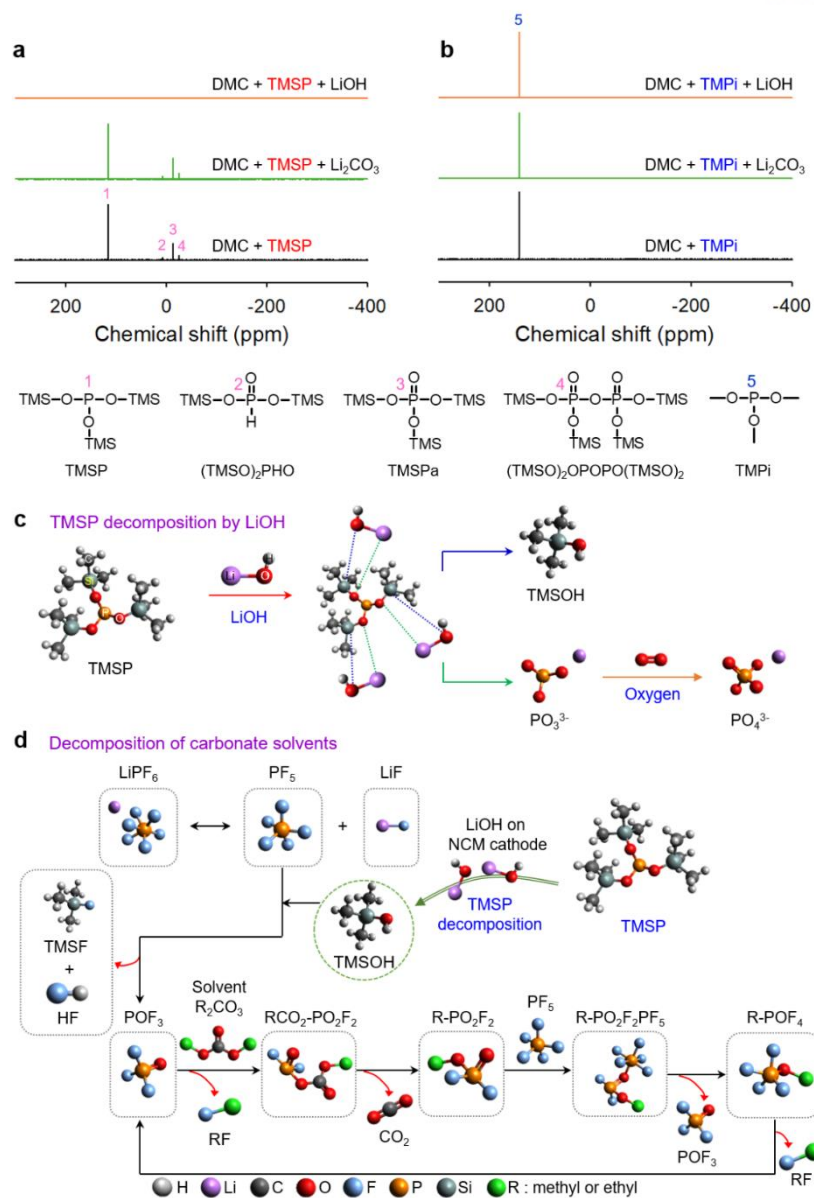 a
DMC + TMSP + LiOH
DMC + TMSP + Li₂CO₃
1
2
3
4
DMC + TMSP
200 0 -200 -400
Chemical shift (ppm)
b
5
DMC + TMPi + LiOH
DMC + TMPi + Li₂CO₃
DMC + TMPi
200 0 -200 -400
Chemical shift (ppm)
1
TMS—O—P—O—TMS
O
TMS
TMSP
O
2
TMS—O—P—O—TMS
H
(TMSO)₂PHO
O
3
TMS—O—P—O—TMS
O
TMS
TMSPa
O O
4
TMS—O—P—O—P—O—TMS
O O
TMS TMS
(TMSO)₂OPOPO(TMSO)₂
5
—O—P—O—
O
TMPi
c TMSP decomposition by LiOH
C
Si
P
O
TMSP
Li
O
H
LiOH
TMSOH
PO₃³⁻
Oxygen
PO₄³⁻
d Decomposition of carbonate solvents
LiPF₆
PF₅
+
LiF
LiOH on
NCM cathode
TMSP
decomposition
TMSP
TMSOH
TMSF
+
HF
POF₃
Solvent
R₂CO₃
RF
RCO₂-PO₂F₂
CO₂
R-PO₂F₂
PF₅
R-PO₂F₂PF₅
POF₃
R-POF₄
RF
H Li C O F P Si R : methyl or ethyl